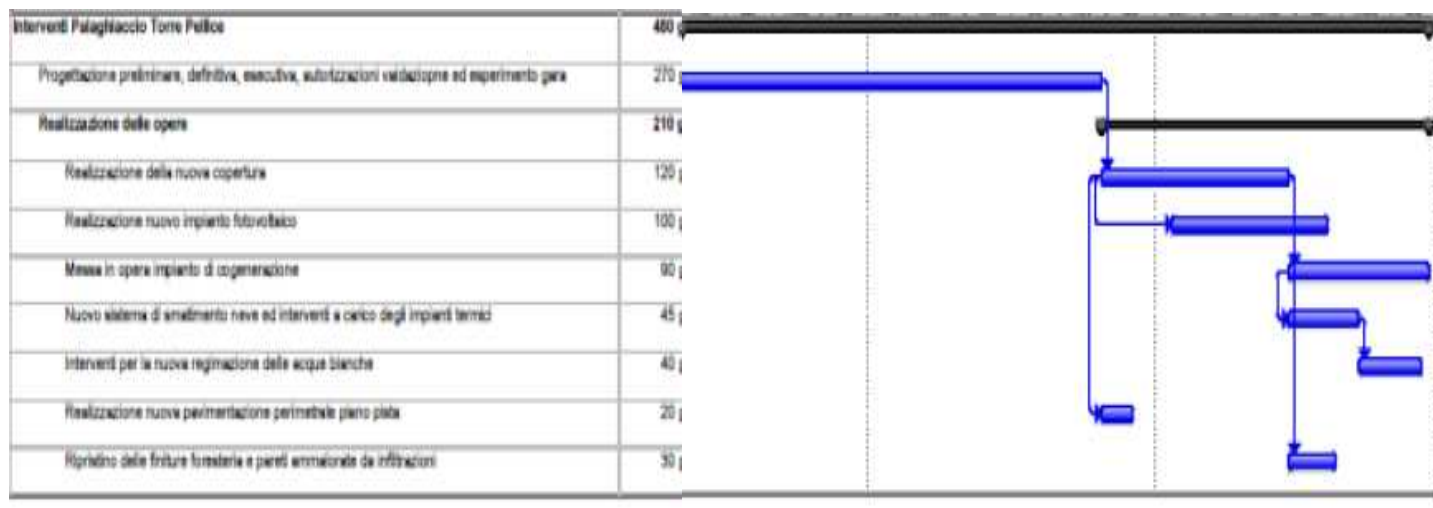 Interventi Palaghiaccio Torre Pellice 480 g
Progettazione preliminare, definitiva, esecutiva, autorizzazioni validaziopne ed esperimento gara 270 g
Realizzazione delle opere 210 g
Realizzazione della nuova copertura 120 g
Realizzazione nuovo impianto fotovoltaico 100 g
Messa in opera impianto di cogenerazione 90 g
Nuovo sistema di smaltimento neve ed interventi a carico degli impianti termici 45 g
Interventi per la nuova regimazione delle acque bianche 40 g
Realizzazione nuova pavimentazione perimetrale piano pista 20 g
Ripristino delle finiture foresteria e pareti ammalorate da infiltrazioni 30 g